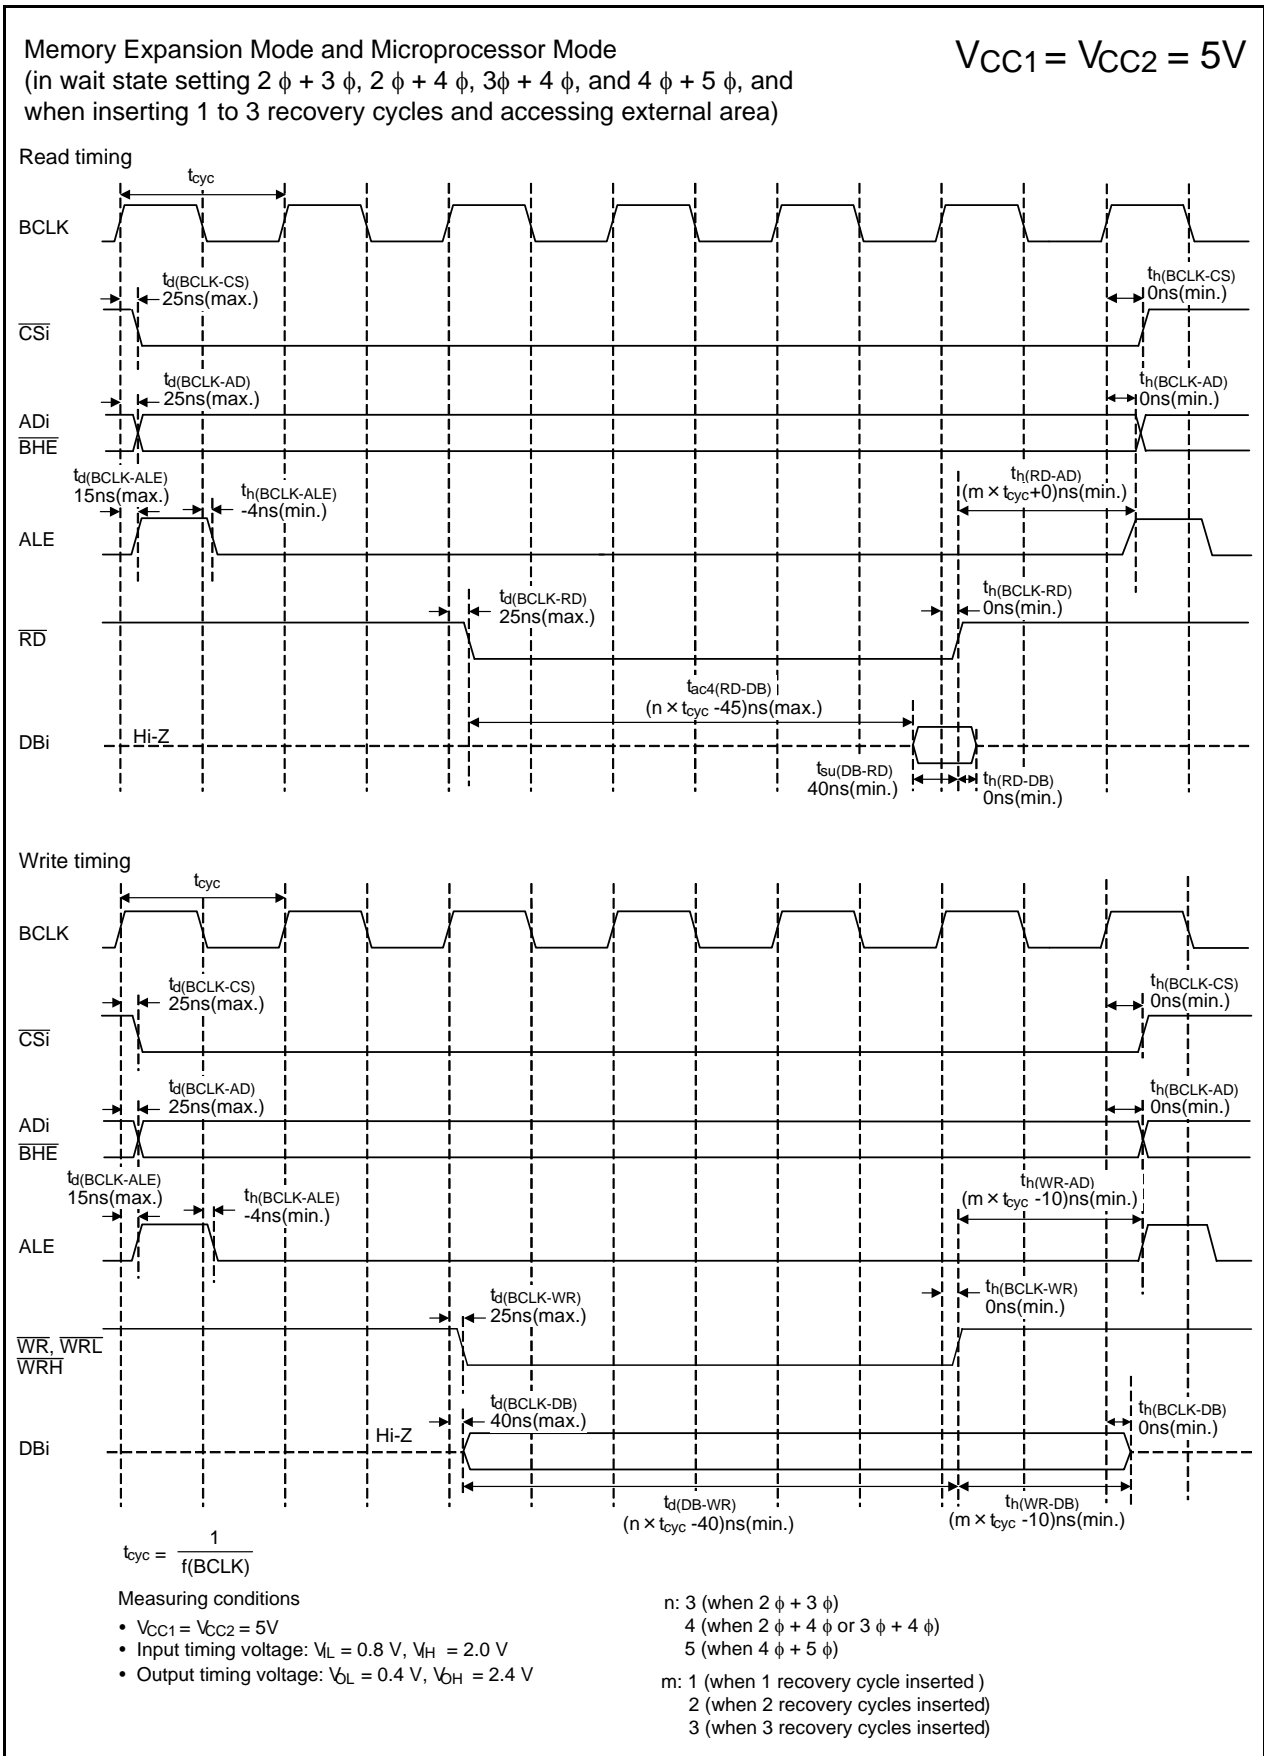 Memory Expansion Mode and Microprocessor Mode
(in wait state setting 2 ϕ + 3 ϕ, 2 ϕ + 4 ϕ, 3ϕ + 4 ϕ, and 4 ϕ + 5 ϕ, and
when inserting 1 to 3 recovery cycles and accessing external area)
VCC1 = VCC2 = 5V
Read timing
tcyc
BCLK
td(BCLK-CS)
25ns(max.)
th(BCLK-CS)
0ns(min.)
CSi
td(BCLK-AD)
25ns(max.)
th(BCLK-AD)
0ns(min.)
ADi
BHE
td(BCLK-ALE)
15ns(max.)
th(BCLK-ALE)
-4ns(min.)
th(RD-AD)
(m × tcyc+0)ns(min.)
ALE
td(BCLK-RD)
25ns(max.)
th(BCLK-RD)
0ns(min.)
RD
tac4(RD-DB)
(n × tcyc -45)ns(max.)
DBi
Hi-Z
tsu(DB-RD)
40ns(min.)
th(RD-DB)
0ns(min.)
Write timing
tcyc
BCLK
td(BCLK-CS)
25ns(max.)
th(BCLK-CS)
0ns(min.)
CSi
td(BCLK-AD)
25ns(max.)
th(BCLK-AD)
0ns(min.)
ADi
BHE
td(BCLK-ALE)
15ns(max.)
th(BCLK-ALE)
-4ns(min.)
th(WR-AD)
(m × tcyc -10)ns(min.)
ALE
td(BCLK-WR)
25ns(max.)
th(BCLK-WR)
0ns(min.)
WR, WRL
WRH
td(BCLK-DB)
40ns(max.)
th(BCLK-DB)
0ns(min.)
Hi-Z
DBi
td(DB-WR)
(n × tcyc -40)ns(min.)
th(WR-DB)
(m × tcyc -10)ns(min.)
tcyc = 1
f(BCLK)
Measuring conditions
• VCC1 = VCC2 = 5V
• Input timing voltage: VIL = 0.8 V, VIH = 2.0 V
• Output timing voltage: VOL = 0.4 V, VOH = 2.4 V
n: 3 (when 2 ϕ + 3 ϕ)
4 (when 2 ϕ + 4 ϕ or 3 ϕ + 4 ϕ)
5 (when 4 ϕ + 5 ϕ)
m: 1 (when 1 recovery cycle inserted )
2 (when 2 recovery cycles inserted)
3 (when 3 recovery cycles inserted)